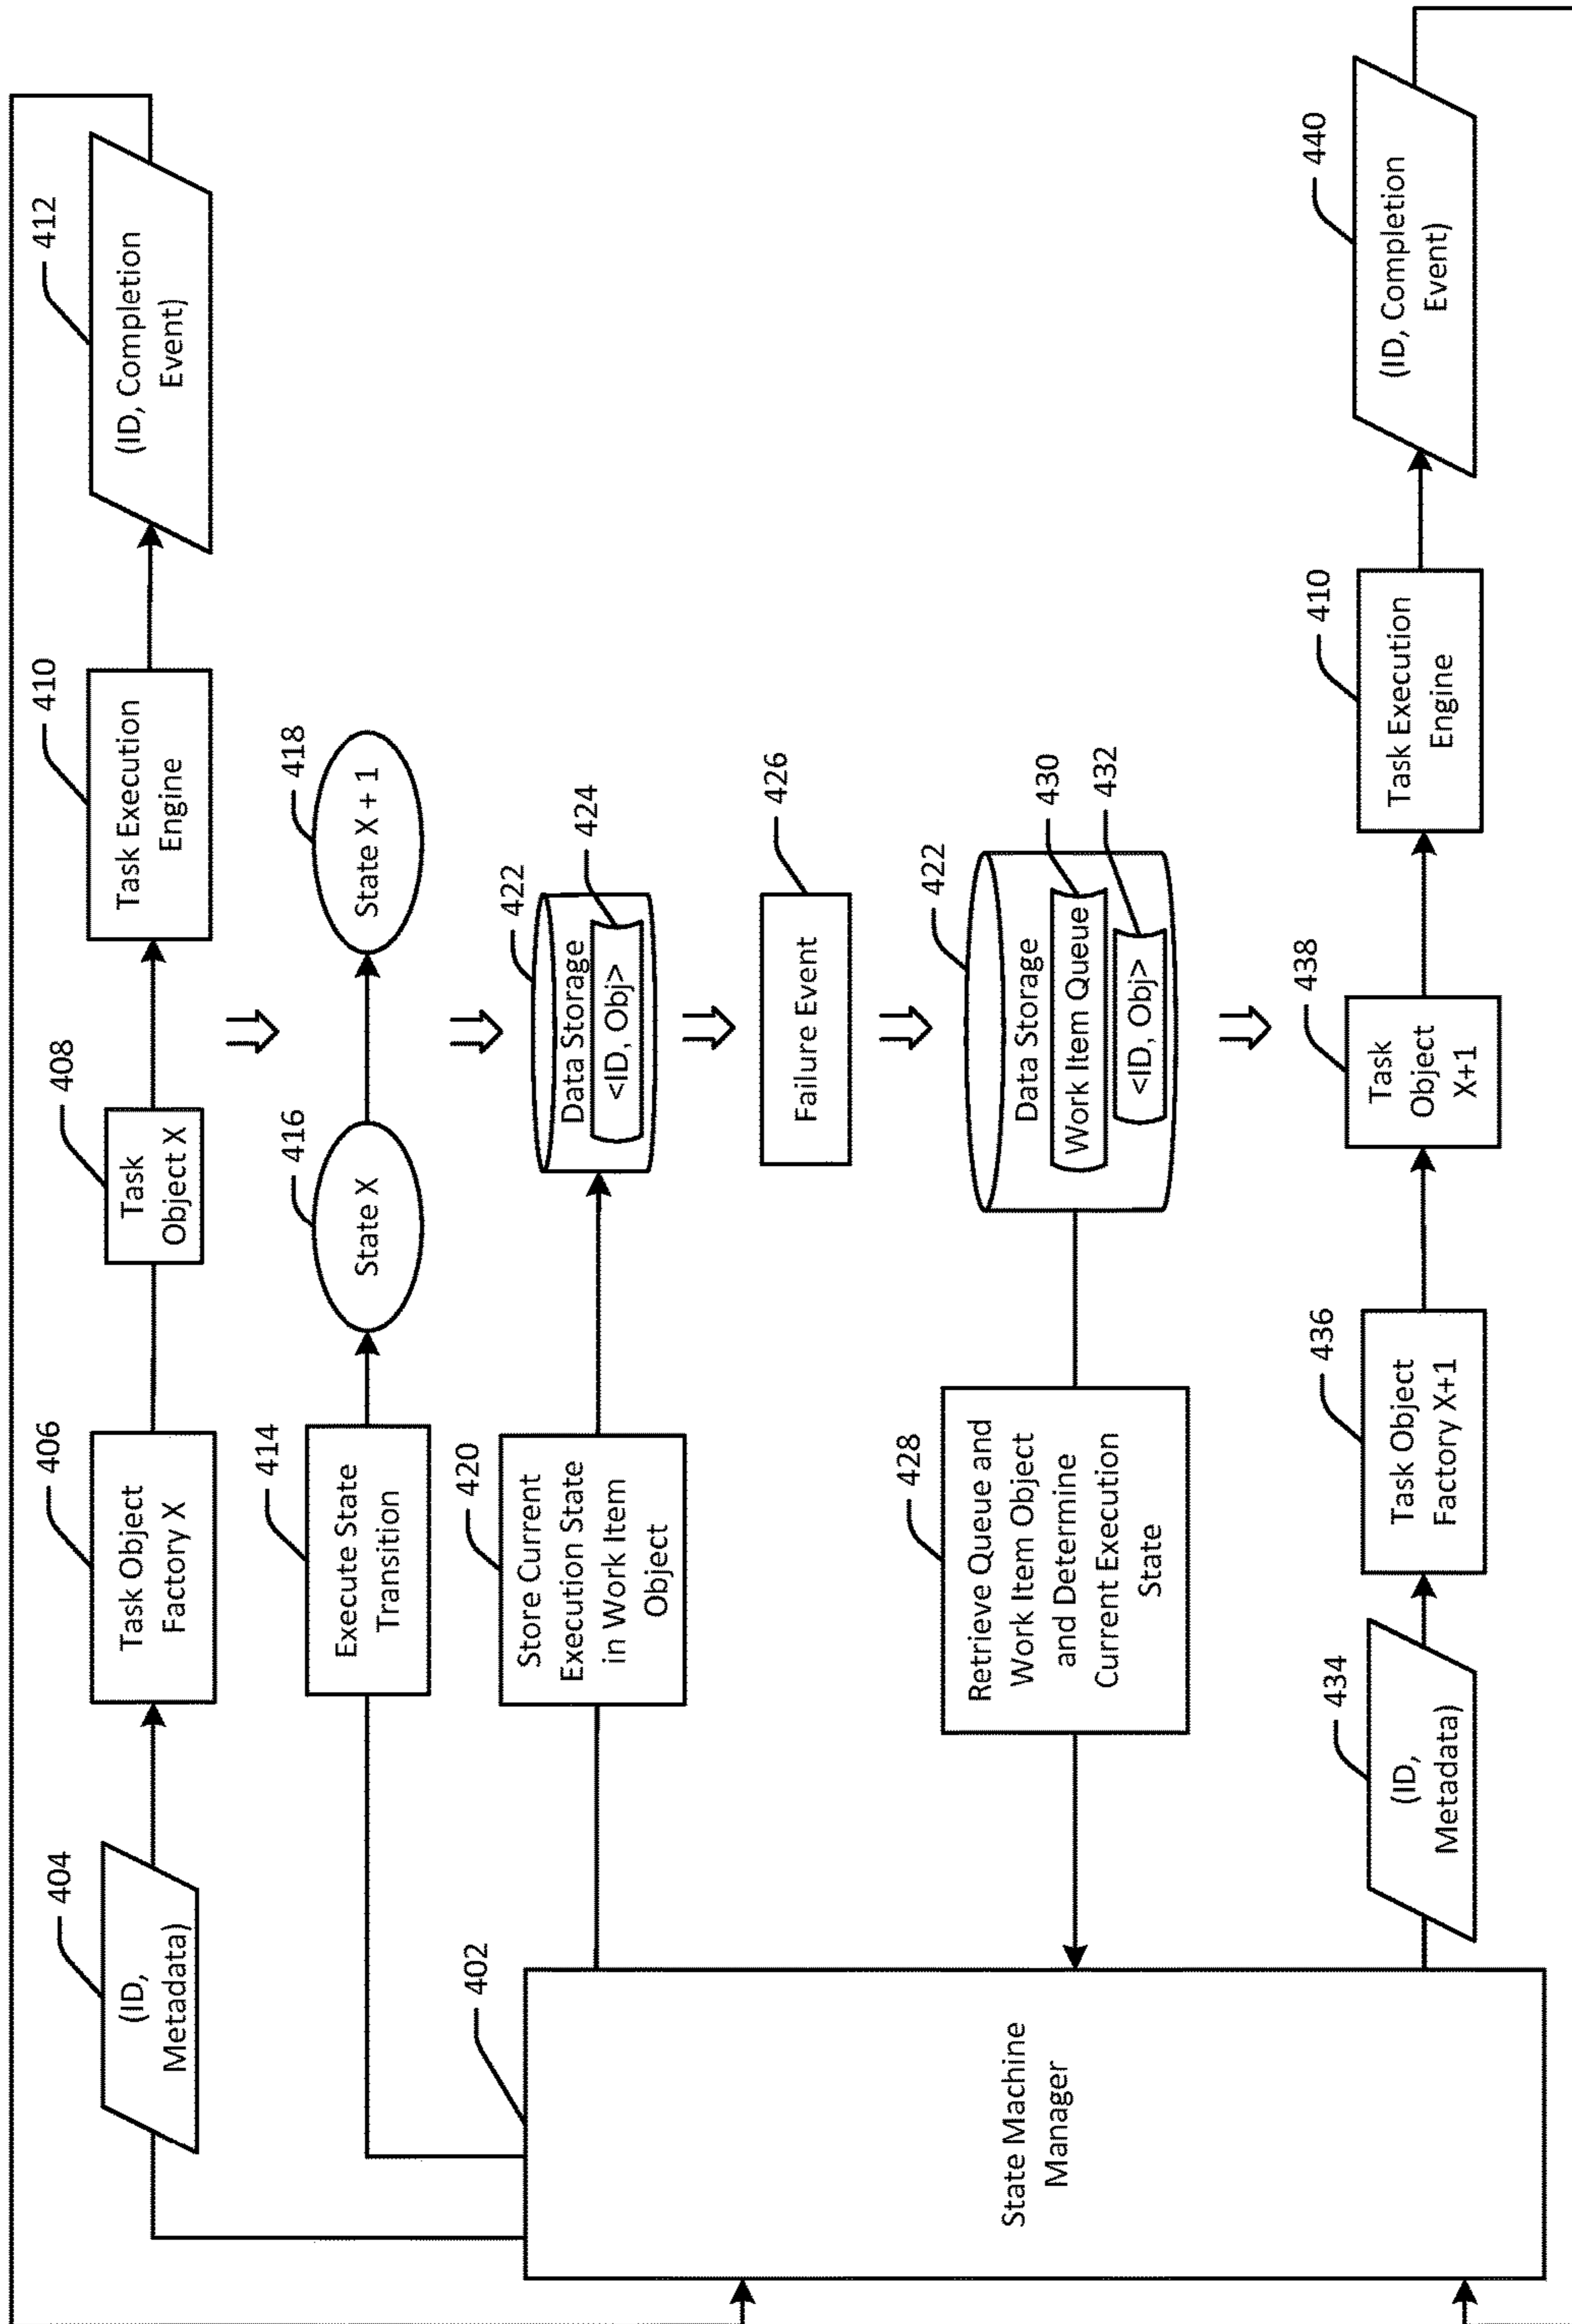 404
(ID,
Metadata)
406
Task Object
Factory X
408
Task
Object X
410
Task Execution
Engine
412
(ID, Completion
Event)
414
Execute State
Transition
416
State X
418
State X + 1
402
State Machine
Manager
420
Store Current
Execution State
in Work Item
Object
422
Data Storage
<ID, Obj>
424
Failure Event
426
428
Retrieve Queue and
Work Item Object
and Determine
Current Execution
State
422
Data Storage
Work Item Queue
430
<ID, Obj>
432
434
(ID,
Metadata)
436
Task Object
Factory X+1
438
Task
Object
X+1
410
Task Execution
Engine
440
(ID, Completion
Event)